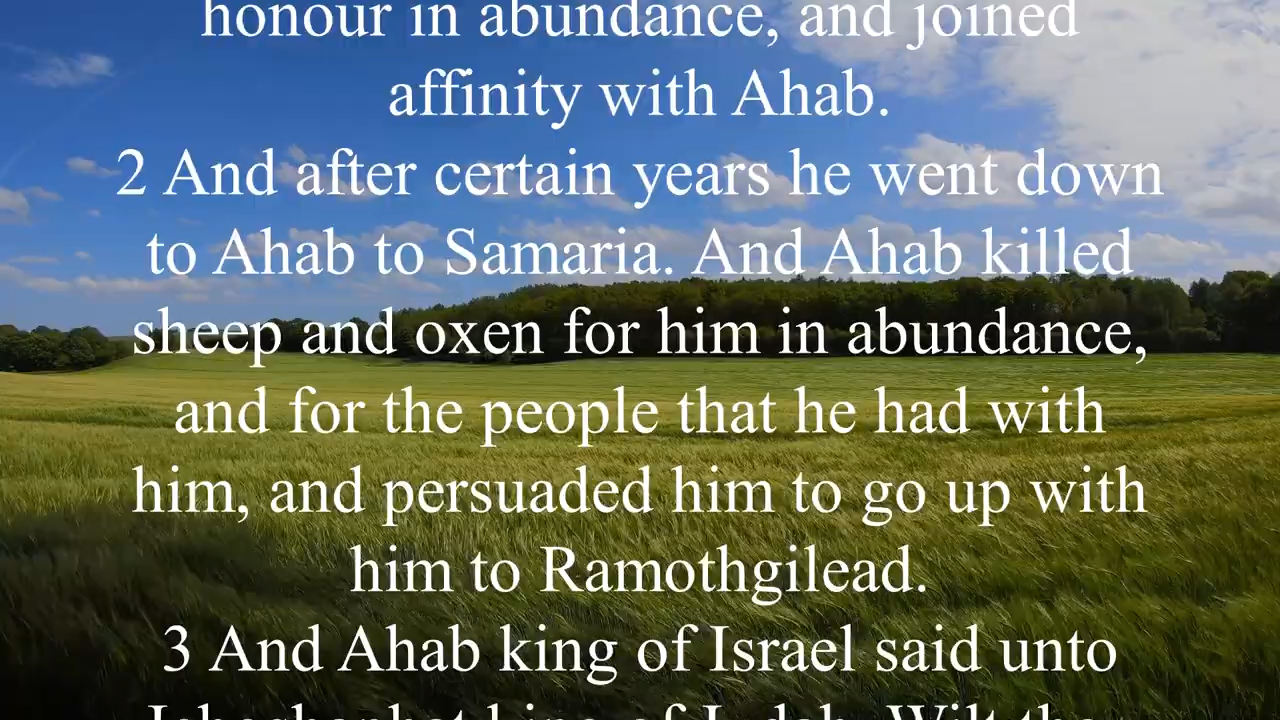 honour in abundance, and joined
affinity with Ahab.
2 And after certain years he went down
to Ahab to Samaria. And Ahab killed
sheep and oxen for him in abundance,
and for the people that he had with
him, and persuaded him to go up with
him to Ramothgilead.
3 And Ahab king of Israel said unto
Jehoshaphat king of Judah, Wilt